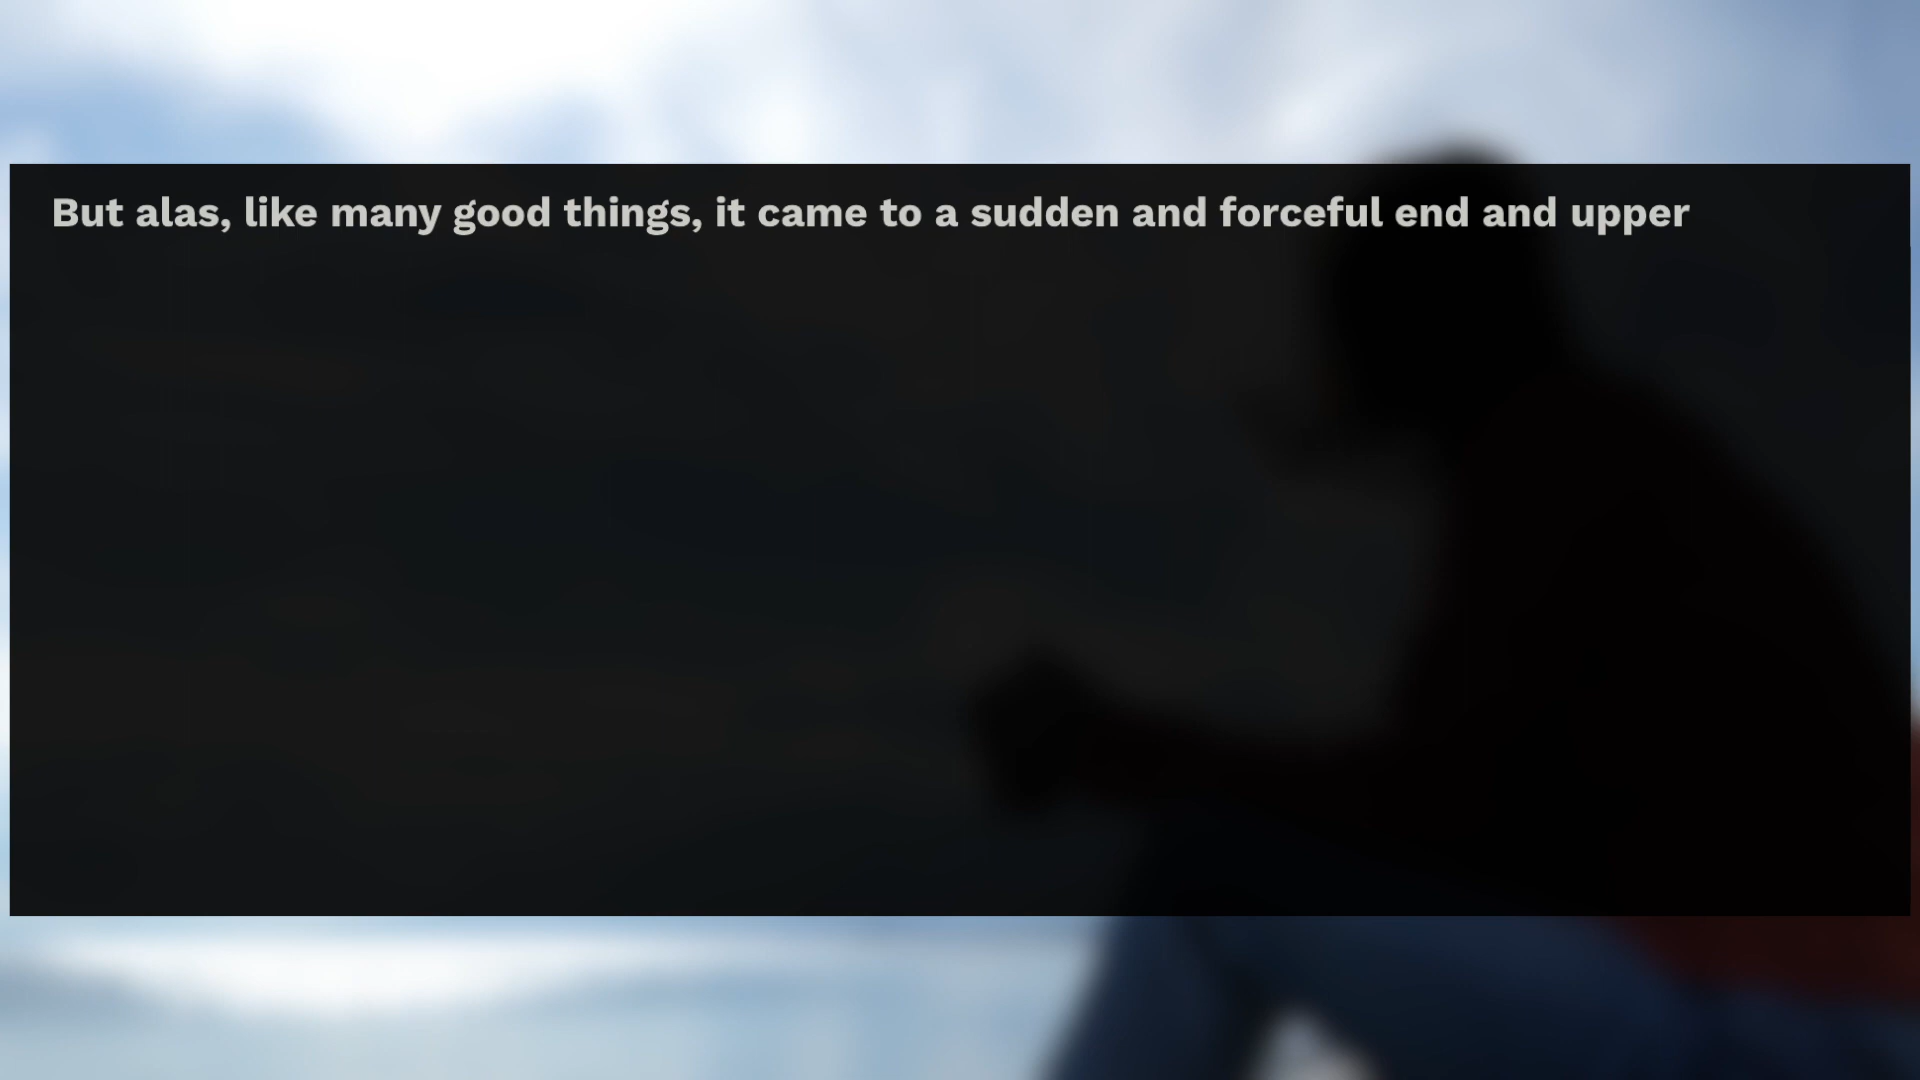 But alas, like many good things, it came to a sudden and forceful end and upper